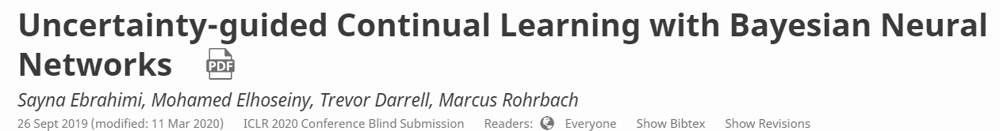 Uncertainty-guided Continual Learning with Bayesian Neural
Networks PDF
Sayna Ebrahimi, Mohamed Elhoseiny, Trevor Darrell, Marcus Rohrbach
26 Sept 2019 (modified: 11 Mar 2020) ICLR 2020 Conference Blind Submission Readers: Everyone Show Bibtex Show Revisions